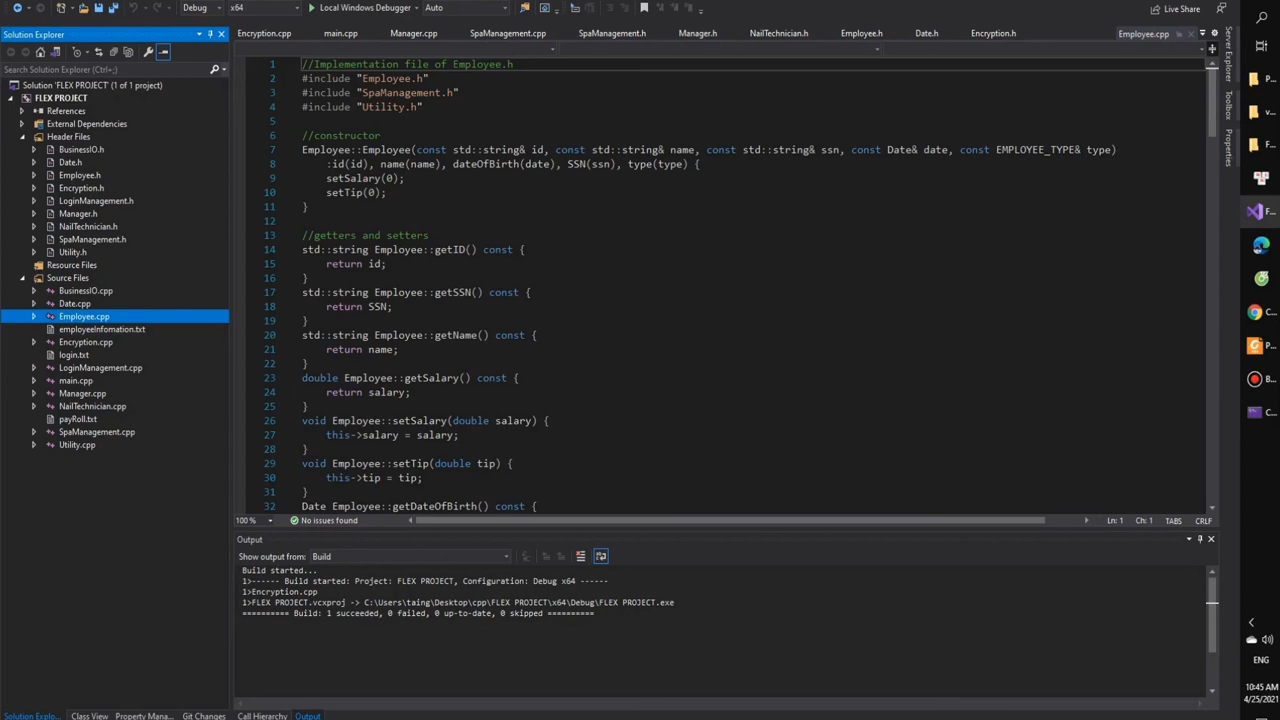 Debug x64 Local Windows Debugger Auto Live Share
Solution Explorer
Search Solution Explorer (Ctrl+;)
Solution 'FLEX PROJECT' (1 of 1 project)
FLEX PROJECT
References
External Dependencies
Header Files
BusinessIO.h
Date.h
Employee.h
Encryption.h
LoginManagement.h
Manager.h
NailTechnician.h
SpaManagement.h
Utility.h
Resource Files
Source Files
BusinessIO.cpp
Date.cpp
Employee.cpp
employeeInfomation.txt
Encryption.cpp
login.txt
LoginManagement.cpp
main.cpp
Manager.cpp
NailTechnician.cpp
payRoll.txt
SpaManagement.cpp
Utility.cpp
Solution Explo... Class View Property Mana... Git Changes
Encryption.cpp main.cpp Manager.cpp SpaManagement.cpp SpaManagement.h Manager.h NailTechnician.h Employee.h Date.h Encryption.h Employee.cpp
1 //Implementation file of Employee.h
2 #include "Employee.h"
3 #include "SpaManagement.h"
4 #include "Utility.h"
5
6 //constructor
7 Employee::Employee(const std::string& id, const std::string& name, const std::string& ssn, const Date& date, const EMPLOYEE_TYPE& type)
8 :id(id), name(name), dateOfBirth(date), SSN(ssn), type(type) {
9 setSalary(0);
10 setTip(0);
11 }
12
13 //getters and setters
14 std::string Employee::getID() const {
15 return id;
16 }
17 std::string Employee::getSSN() const {
18 return SSN;
19 }
20 std::string Employee::getName() const {
21 return name;
22 }
23 double Employee::getSalary() const {
24 return salary;
25 }
26 void Employee::setSalary(double salary) {
27 this->salary = salary;
28 }
29 void Employee::setTip(double tip) {
30 this->tip = tip;
31 }
32 Date Employee::getDateOfBirth() const {
100 % No issues found Ln: 1 Ch: 1 TABS CRLF
Output
Show output from: Build
Build started...
1>------ Build started: Project: FLEX PROJECT, Configuration: Debug x64 ------
1>Encryption.cpp
1>FLEX PROJECT.vcxproj -> C:\Users\taing\Desktop\cpp\FLEX PROJECT\x64\Debug\FLEX PROJECT.exe
========== Build: 1 succeeded, 0 failed, 0 up-to-date, 0 skipped ==========
Call Hierarchy Output
Server Explorer
Toolbox
Properties
P...
v...
F...
F...
C...
P...
B...
C...
ENG
10:45 AM
4/25/2021